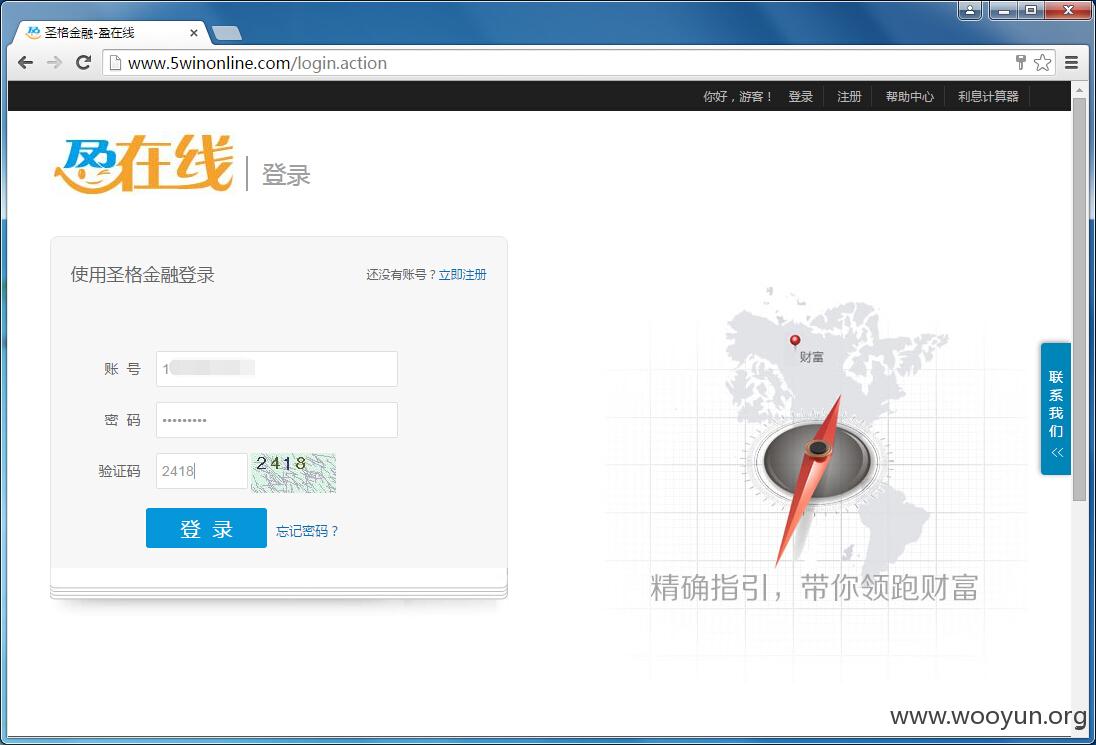 圣格金融-盈在线
www.5winonline.com/login.action
你好，游客！ 登录 注册 帮助中心 利息计算器
盈在线 登录
使用圣格金融登录 还没有账号？立即注册
账 号 1
密 码 •••••••••
验证码 2418 2418
登 录 忘记密码？
财富
精确指引，带你领跑财富
联系我们 <<
www.wooyun.org